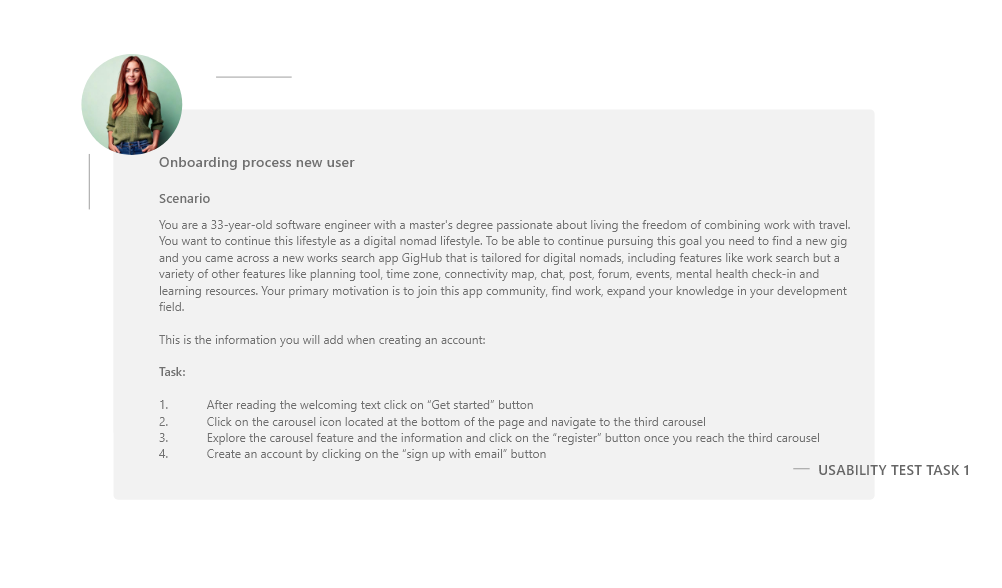 Onboarding process new user
Scenario
You are a 33-year-old software engineer with a master's degree passionate about living the freedom of combining work with travel.
You want to continue this lifestyle as a digital nomad lifestyle. To be able to continue pursuing this goal you need to find a new gig
and you came across a new works search app GigHub that is tailored for digital nomads, including features like work search but a
variety of other features like planning tool, time zone, connectivity map, chat, post, forum, events, mental health check-in and
learning resources. Your primary motivation is to join this app community, find work, expand your knowledge in your development
field.
This is the information you will add when creating an account:
Task:
1. After reading the welcoming text click on “Get started” button
2. Click on the carousel icon located at the bottom of the page and navigate to the third carousel
3. Explore the carousel feature and the information and click on the “register” button once you reach the third carousel
4. Create an account by clicking on the “sign up with email” button
USABILITY TEST TASK 1